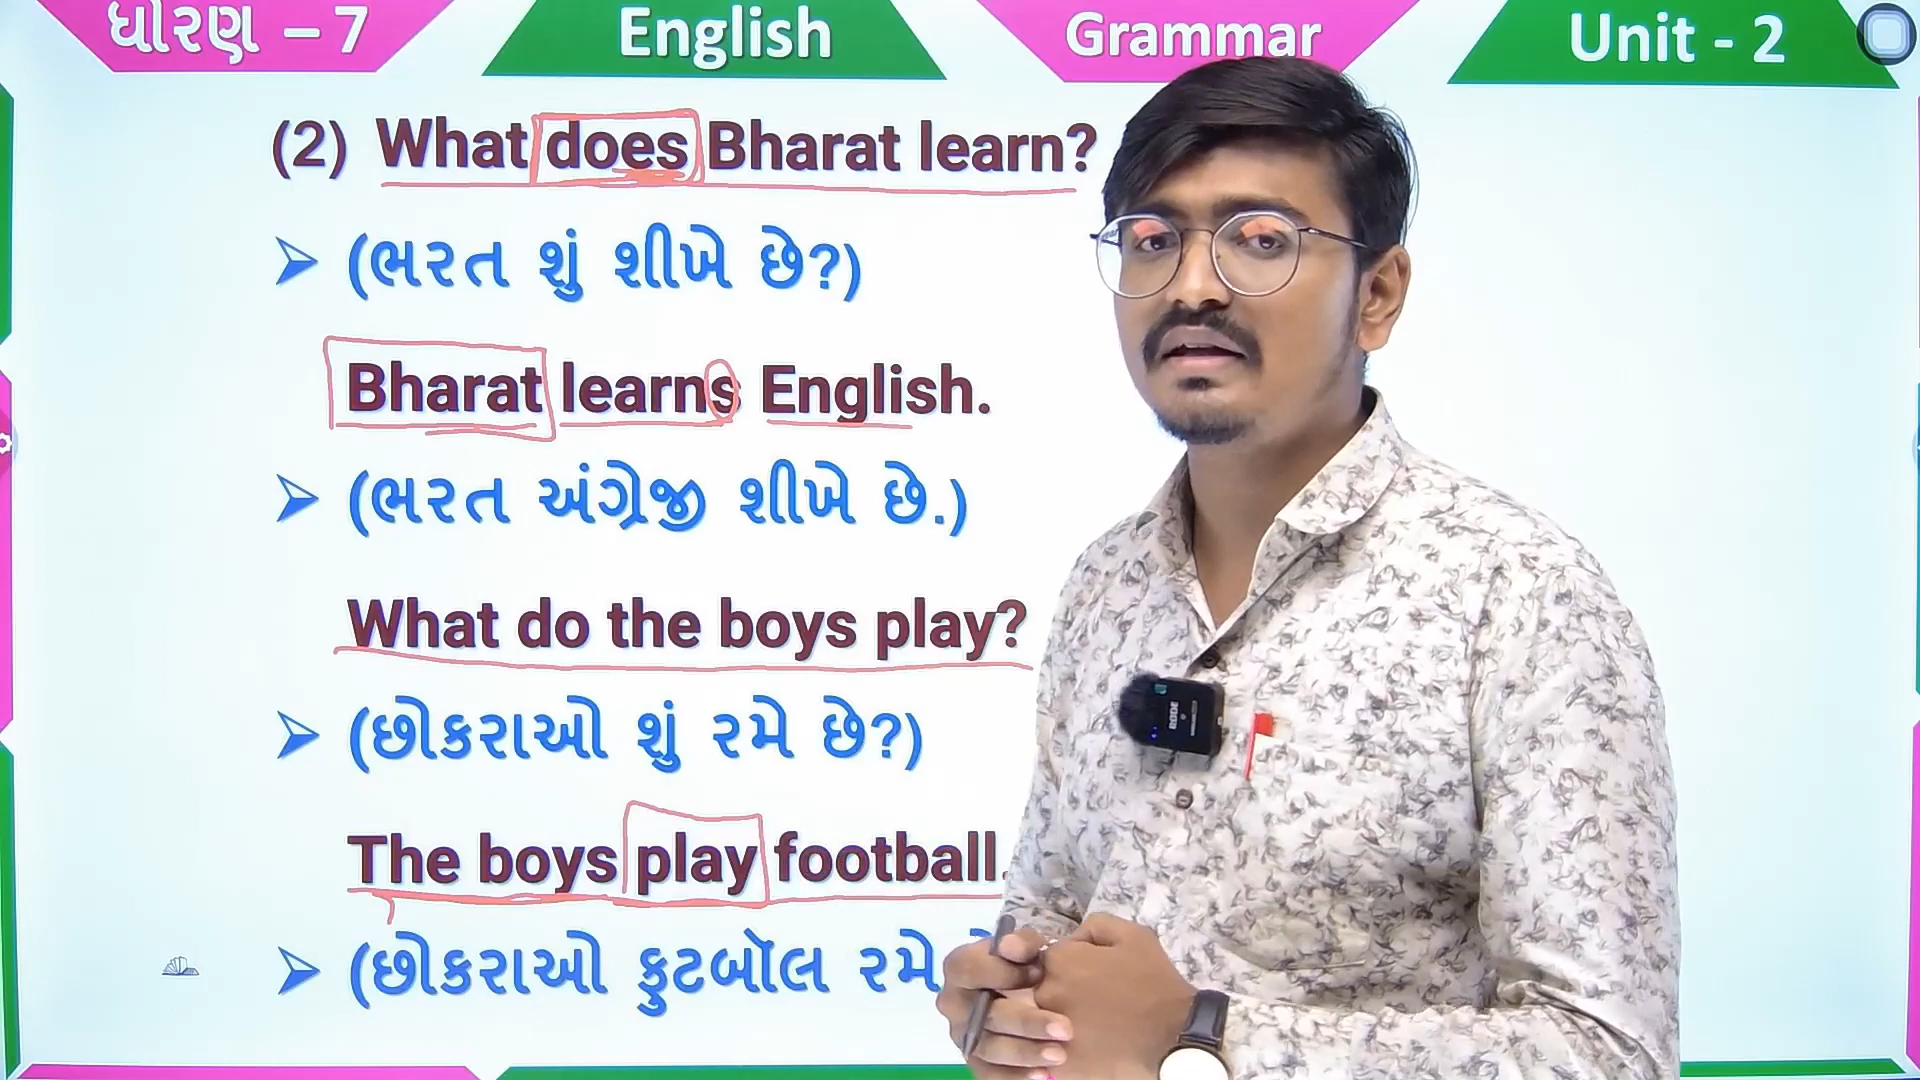 ધોરણ – 7 English Grammar Unit - 2
(2) What does Bharat learn?
(ભરત શું શીખે છે?)
Bharat learns English.
(ભરત અંગ્રેજી શીખે છે.)
What do the boys play?
(છોકરાઓ શું રમે છે?)
The boys play football.
(છોકરાઓ ફુટબૉલ રમે
RODE